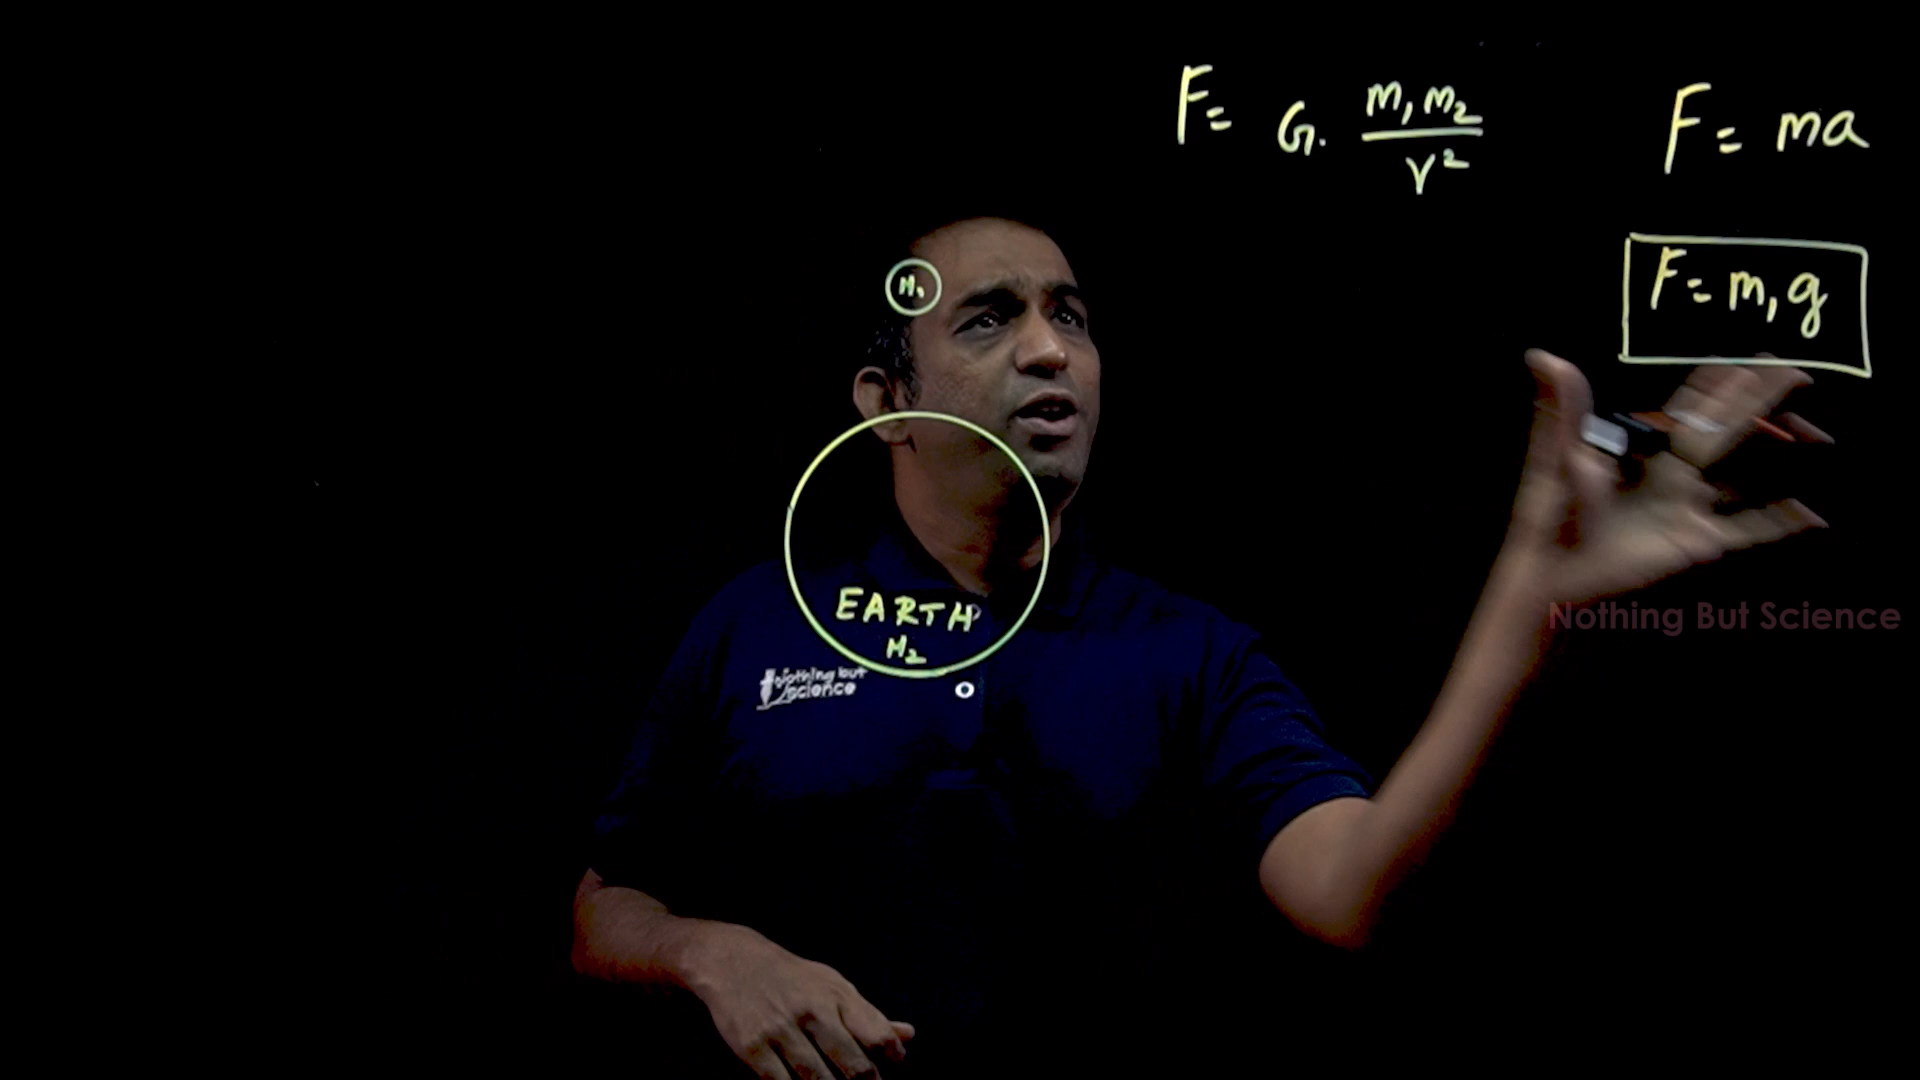 F = G. m₁m₂/r²
F = ma
F = m₁g
M₁
EARTH
M₂
Nothing but
science
Nothing But Science